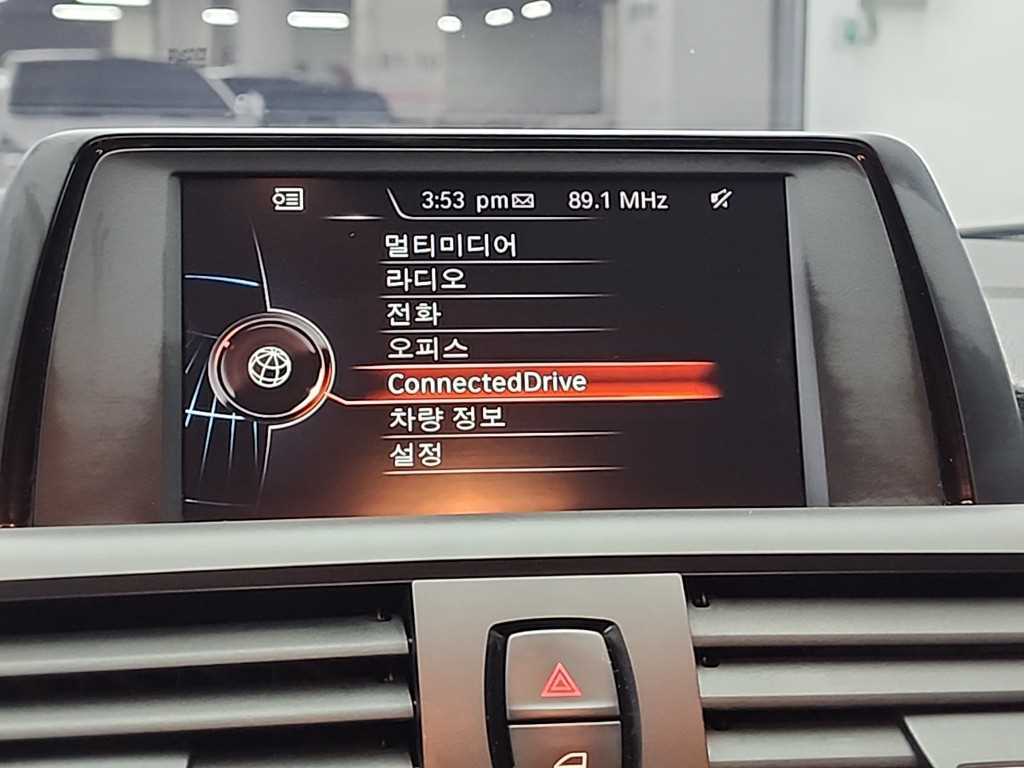 3:53 pm 89.1 MHz
멀티미디어
라디오
전화
오피스
ConnectedDrive
차량 정보
설정